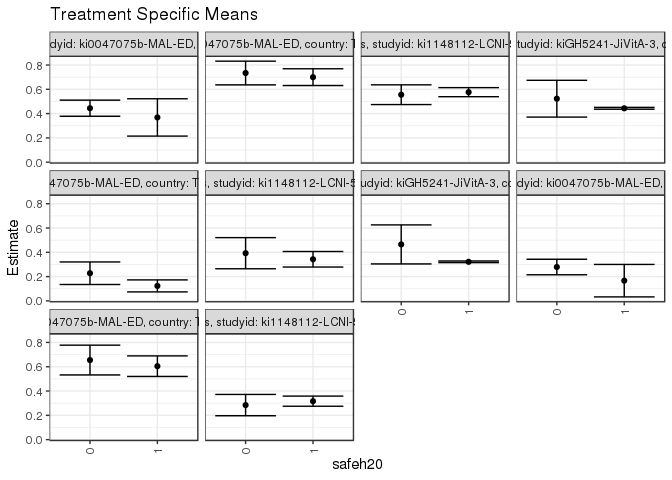 Treatment Specific Means
dyid: ki0047075b-MAL-ED,
047075b-MAL-ED, country: T
s, studyid: ki1148112-LCNI-5
tudyid: kiGH5241-JiVitA-3, c
0.8
0.6
0.4
0.2
0.0
47075b-MAL-ED, country: T
s, studyid: ki1148112-LCNI-5
udyid: kiGH5241-JiVitA-3, co
dyid: ki0047075b-MAL-ED,
0.8
0.6
0.4
0.2
0.0
0
1
0
1
047075b-MAL-ED, country: T
s, studyid: ki1148112-LCNI-5
0.8
0.6
0.4
0.2
0.0
0
1
0
1
Estimate
safeh20